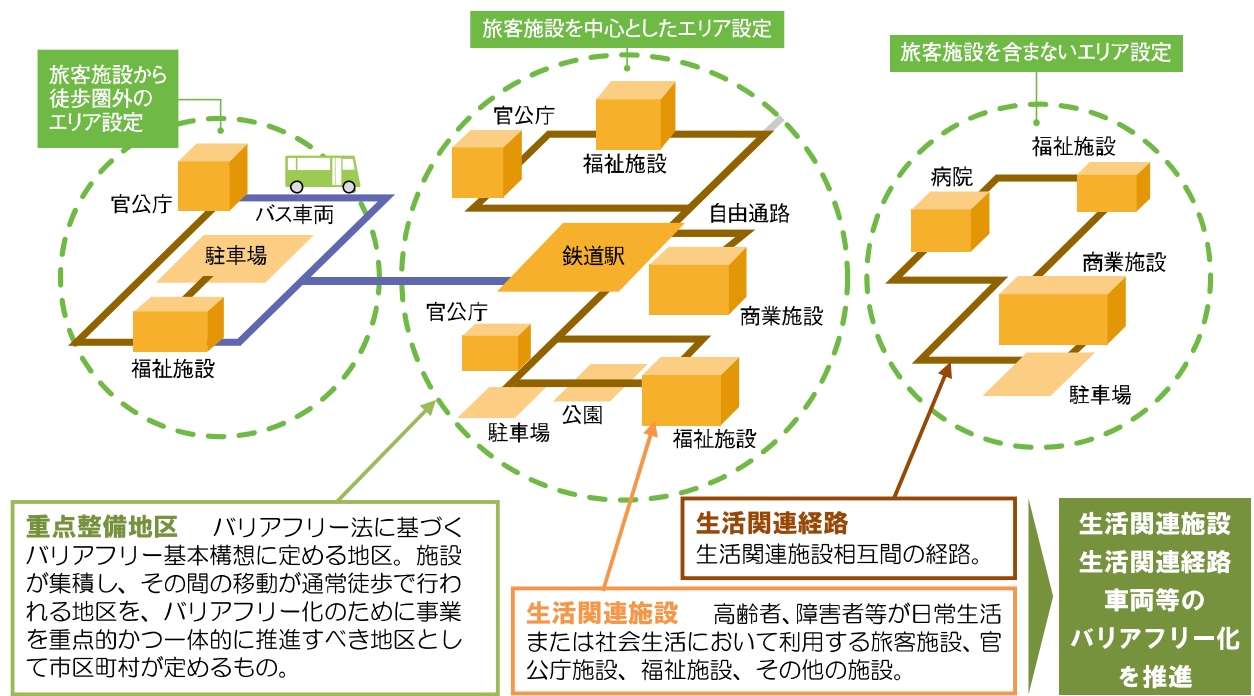 旅客施設を中心としたエリア設定
旅客施設を含まないエリア設定
旅客施設から
徒歩圏外の
エリア設定
官公庁
バス車両
駐車場
福祉施設
官公庁
福祉施設
自由通路
鉄道駅
商業施設
官公庁
駐車場
公園
福祉施設
福祉施設
病院
商業施設
駐車場
重点整備地区 バリアフリー法に基づく
バリアフリー基本構想に定める地区。施設
が集積し、その間の移動が通常徒歩で行わ
れる地区を、バリアフリー化のために事業
を重点的かつ一体的に推進すべき地区とし
て市区町村が定めるもの。
生活関連経路
生活関連施設相互間の経路。
生活関連施設 高齢者、障害者等が日常生活
または社会生活において利用する旅客施設、官
公庁施設、福祉施設、その他の施設。
生活関連施設
生活関連経路
車両等の
バリアフリー化
を推進